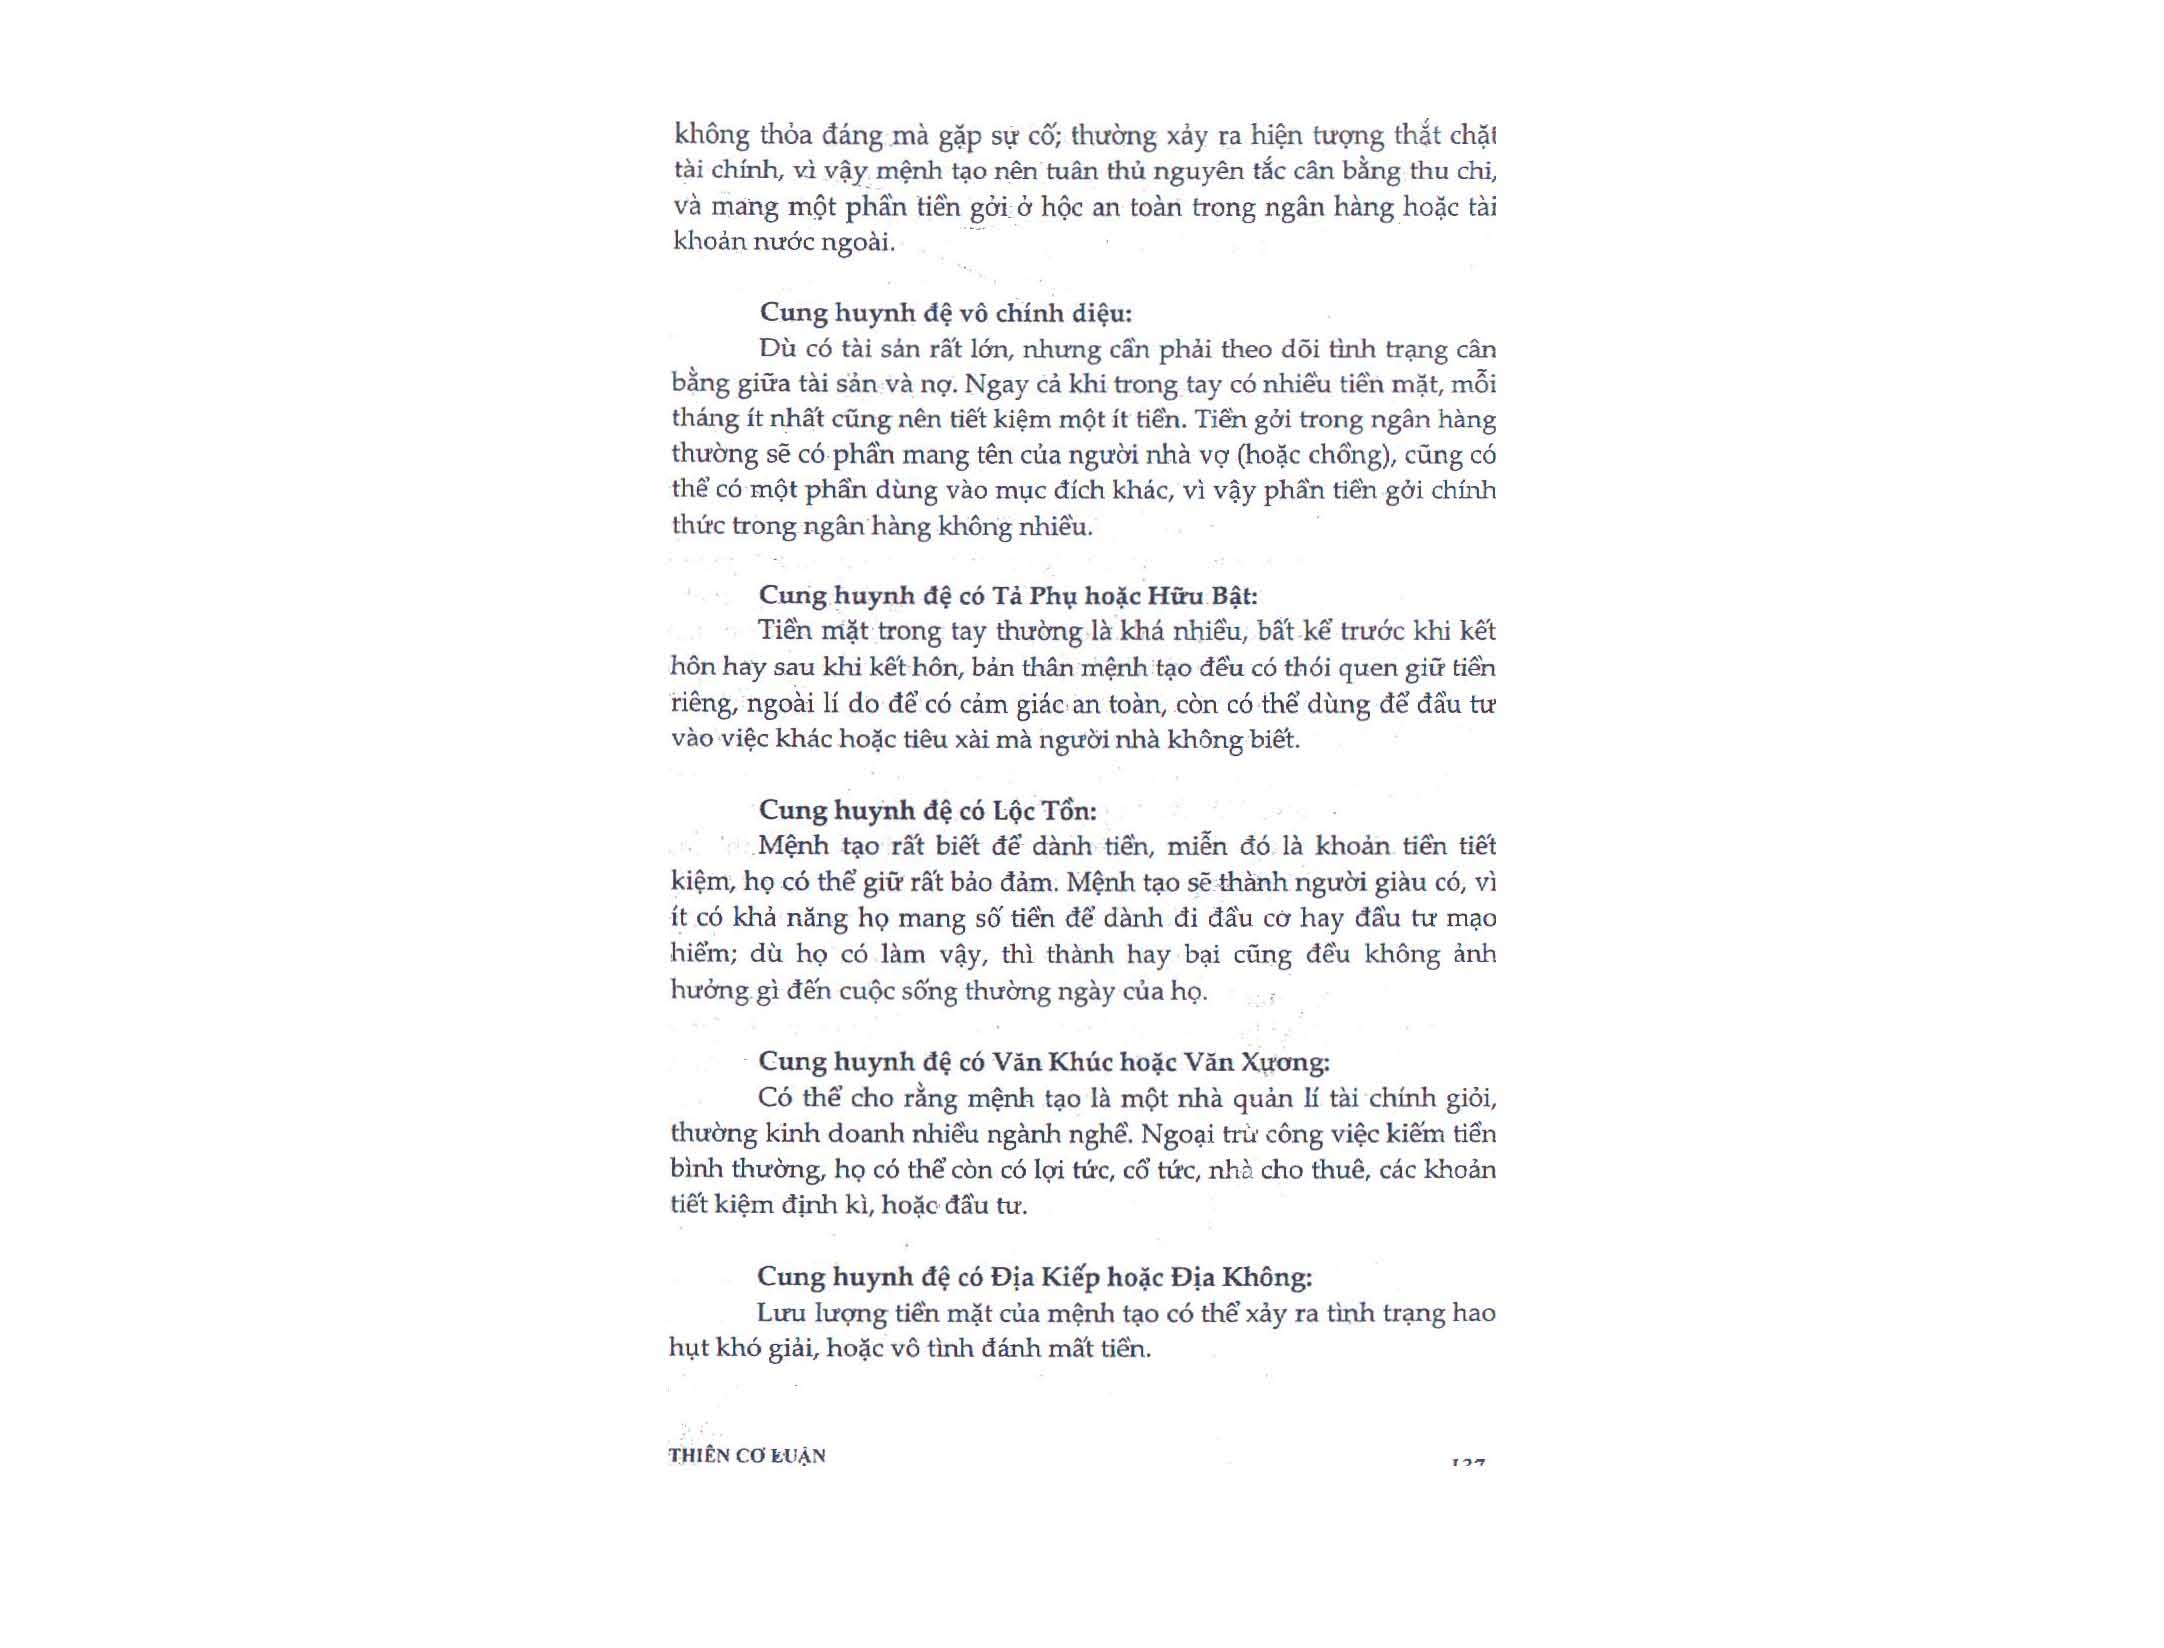 không thỏa đáng mà gặp sự cố; thường xảy ra hiện tượng thắt chặt
tài chính, vì vậy mệnh tạo nên tuân thủ nguyên tắc cân bằng thu chi,
và mang một phần tiền gởi ở hộc an toàn trong ngân hàng hoặc tài
khoản nước ngoài.
Cung huynh đệ vô chính diệu:
Dù có tài sản rất lớn, nhưng cần phải theo dõi tình trạng cân
bằng giữa tài sản và nợ. Ngay cả khi trong tay có nhiều tiền mặt, mỗi
tháng ít nhất cũng nên tiết kiệm một ít tiền. Tiền gởi trong ngân hàng
thường sẽ có phần mang tên của người nhà vợ (hoặc chồng), cũng có
thể có một phần dùng vào mục đích khác, vì vậy phần tiền gởi chính
thức trong ngân hàng không nhiều.
Cung huynh đệ có Tả Phụ hoặc Hữu Bật:
Tiền mặt trong tay thường là khá nhiều, bất kể trước khi kết
hôn hay sau khi kết hôn, bản thân mệnh tạo đều có thói quen giữ tiền
riêng, ngoài lí do để có cảm giác an toàn, còn có thể dùng để đầu tư
vào việc khác hoặc tiêu xài mà người nhà không biết.
Cung huynh đệ có Lộc Tồn:
Mệnh tạo rất biết để dành tiền, miễn đó là khoản tiền tiết
kiệm, họ có thể giữ rất bảo đảm. Mệnh tạo sẽ thành người giàu có, vì
ít có khả năng họ mang số tiền để dành đi đầu cơ hay đầu tư mạo
hiểm; dù họ có làm vậy, thì thành hay bại cũng đều không ảnh
hưởng gì đến cuộc sống thường ngày của họ.
Cung huynh đệ có Văn Khúc hoặc Văn Xương:
Có thể cho rằng mệnh tạo là một nhà quản lí tài chính giỏi,
thường kinh doanh nhiều ngành nghề. Ngoại trừ công việc kiếm tiền
bình thường, họ có thể còn có lợi tức, cổ tức, nhà cho thuê, các khoản
tiết kiệm định kì, hoặc đầu tư.
Cung huynh đệ có Địa Kiếp hoặc Địa Không:
Lưu lượng tiền mặt của mệnh tạo có thể xảy ra tình trạng hao
hụt khó giải, hoặc vô tình đánh mất tiền.
THIÊN CƠ LUẬN